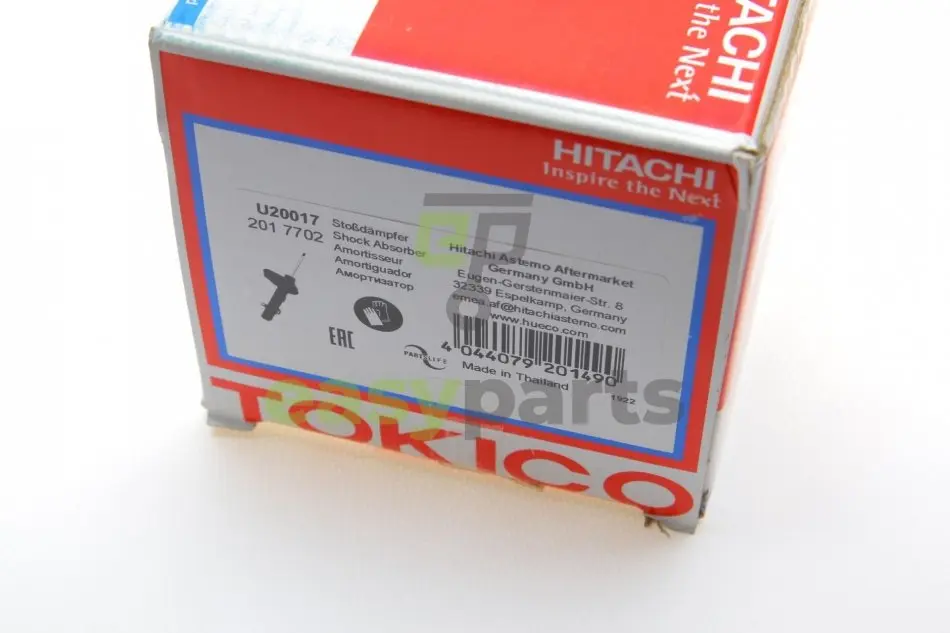 HITACHI
the Next
HITACHI
Inspire the Next
U20017
201 7702
Stoßdämpfer
Shock Absorber
Amortisseur
Amortiguador
Амортизатор
Hitachi Astemo Aftermarket
Germany GmbH
Eugen-Gerstenmaier-Str. 8
32339 Espelkamp, Germany
emea.af@hitachiastemo.com
www.hueco.com
EAC
PARTSLIFE
4 044079 201490
Made in Thailand
1922
easyparts
TOKICO